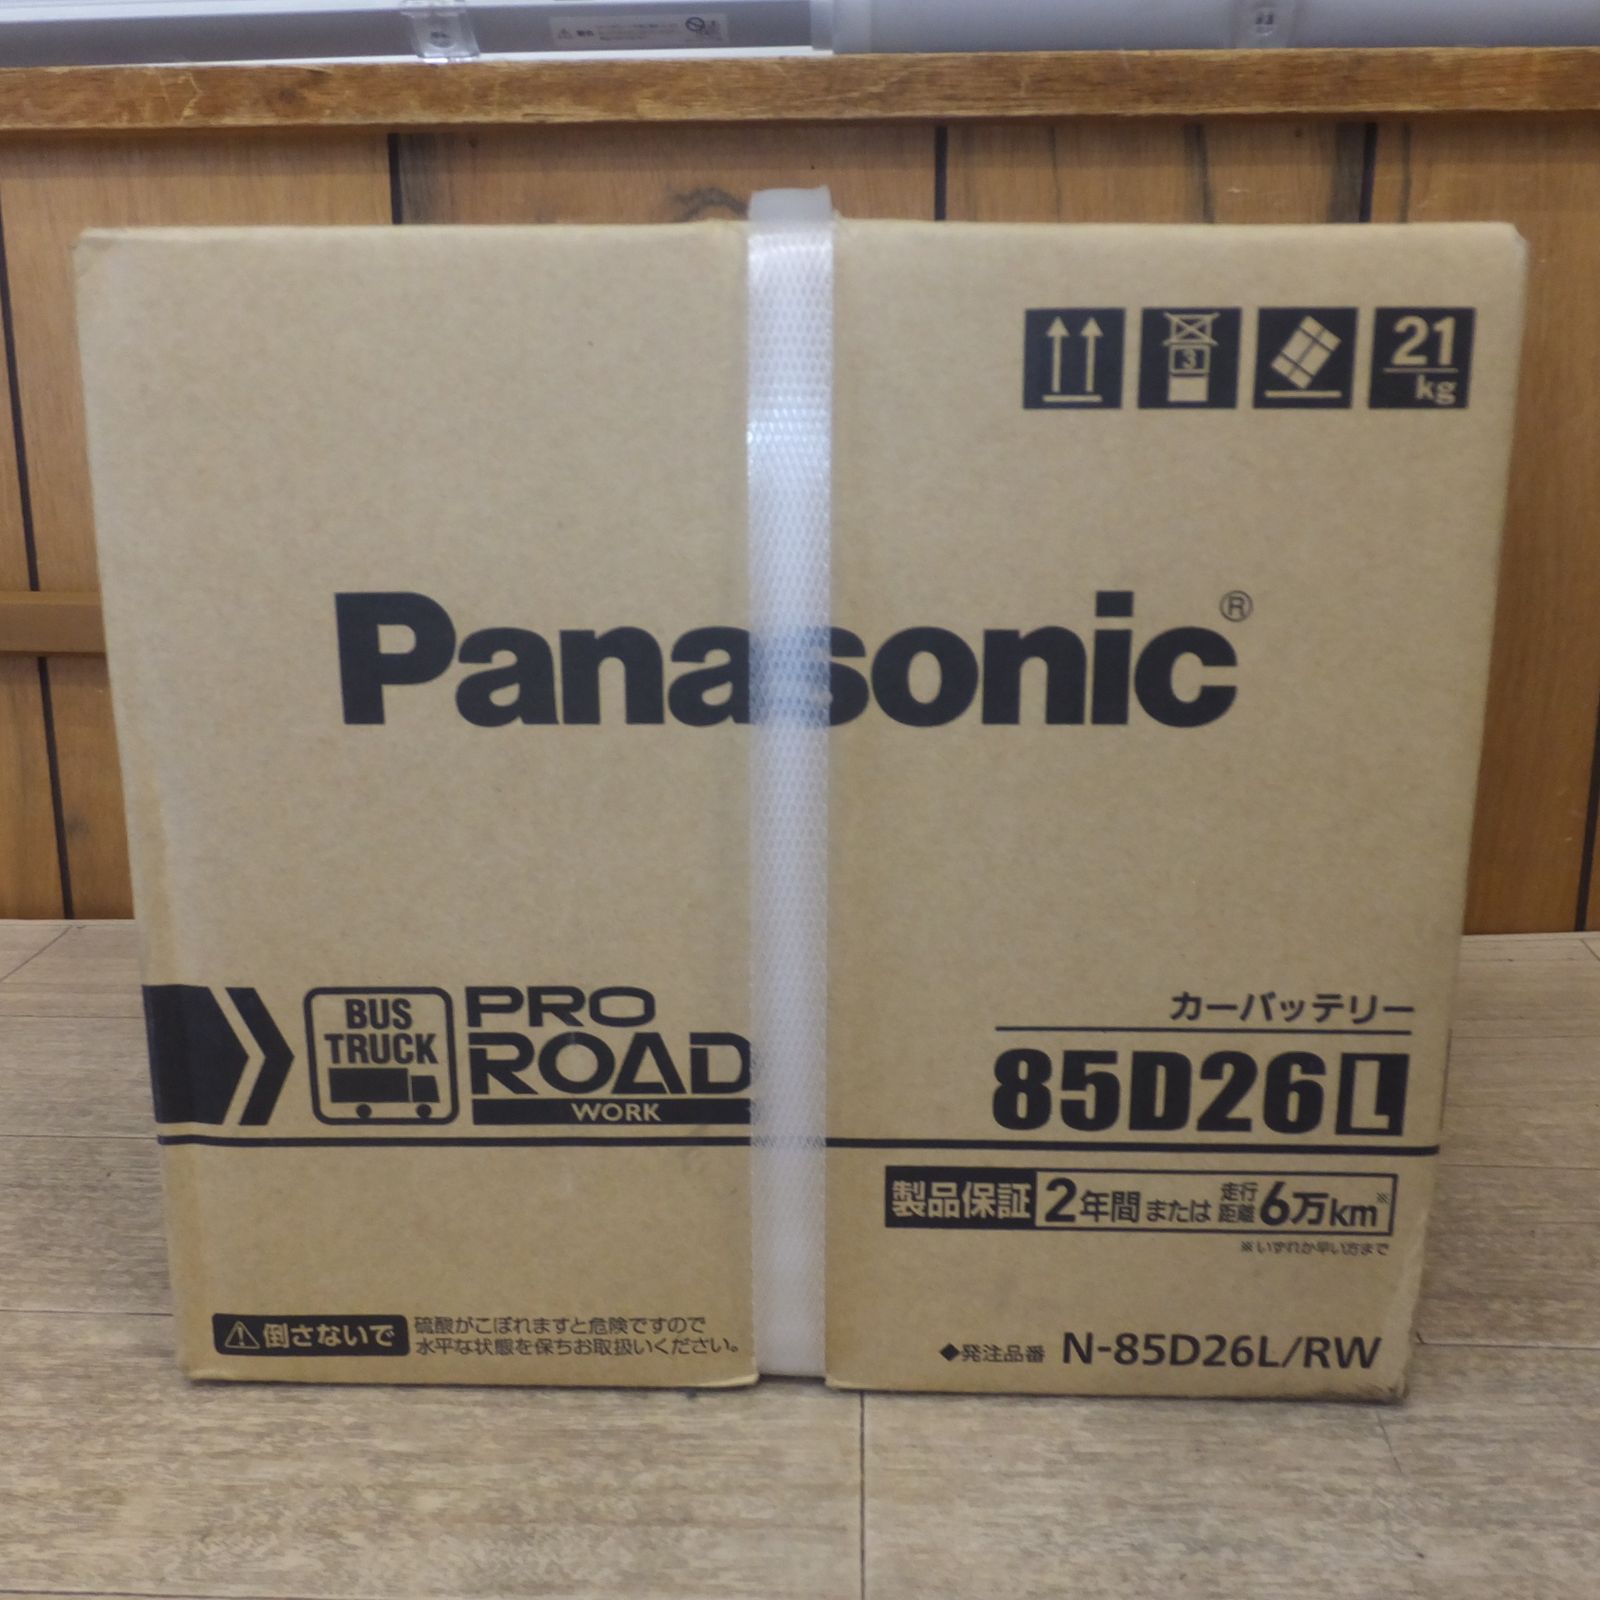 3
21
kg
Panasonic®
BUS
TRUCK
PRO
ROAD
WORK
カーバッテリー
85D26L
製品保証 2年間または走行距離6万km※
※いずれか早い方まで
倒さないで
硫酸がこぼれますと危険ですので
水平な状態を保ちお取扱いください。
◆発注品番 N-85D26L/RW